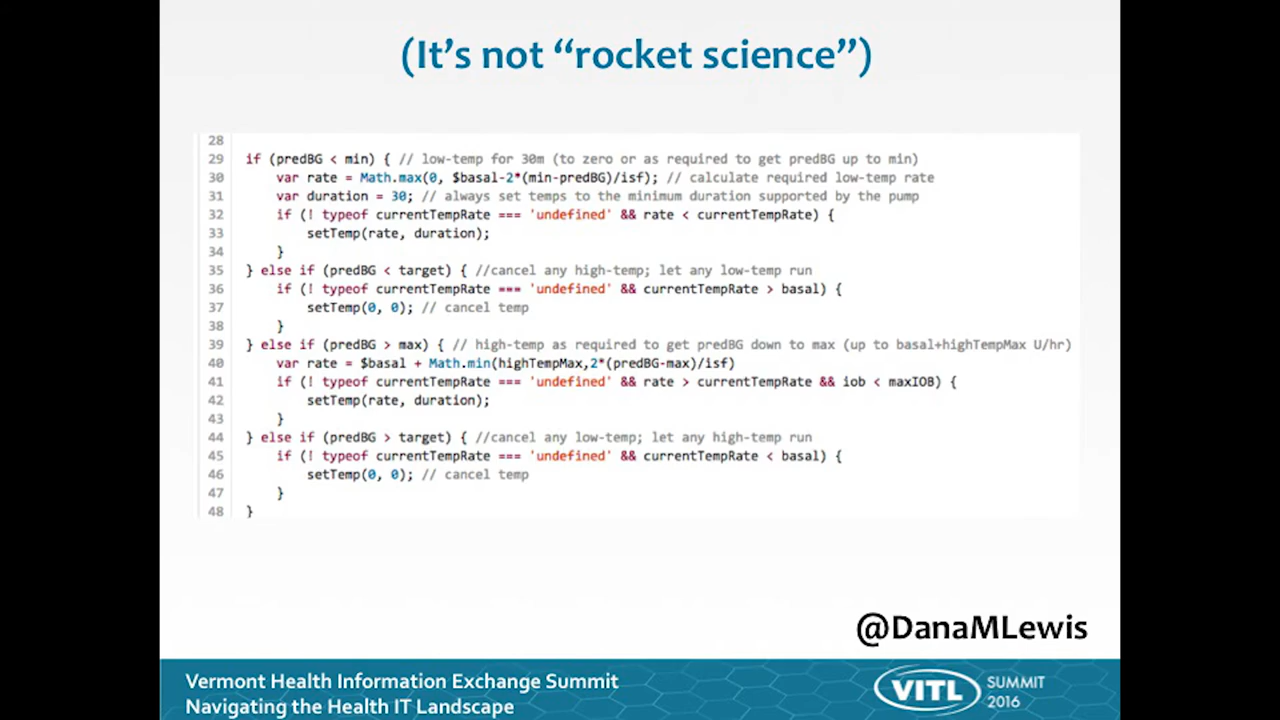 (It's not “rocket science”)
28
29 if (predBG < min) { // low-temp for 30m (to zero or as required to get predBG up to min)
30 var rate = Math.max(0, $basal-2*(min-predBG)/isf); // calculate required low-temp rate
31 var duration = 30; // always set temps to the minimum duration supported by the pump
32 if (! typeof currentTempRate === 'undefined' && rate < currentTempRate) {
33 setTemp(rate, duration);
34 }
35 } else if (predBG < target) { //cancel any high-temp; let any low-temp run
36 if (! typeof currentTempRate === 'undefined' && currentTempRate > basal) {
37 setTemp(0, 0); // cancel temp
38 }
39 } else if (predBG > max) { // high-temp as required to get predBG down to max (up to basal+highTempMax U/hr)
40 var rate = $basal + Math.min(highTempMax,2*(predBG-max)/isf)
41 if (! typeof currentTempRate === 'undefined' && rate > currentTempRate && iob < maxIOB) {
42 setTemp(rate, duration);
43 }
44 } else if (predBG > target) { //cancel any low-temp; let any high-temp run
45 if (! typeof currentTempRate === 'undefined' && currentTempRate < basal) {
46 setTemp(0, 0); // cancel temp
47 }
48 }
@DanaMLewis
Vermont Health Information Exchange Summit
Navigating the Health IT Landscape
VITL SUMMIT
2016